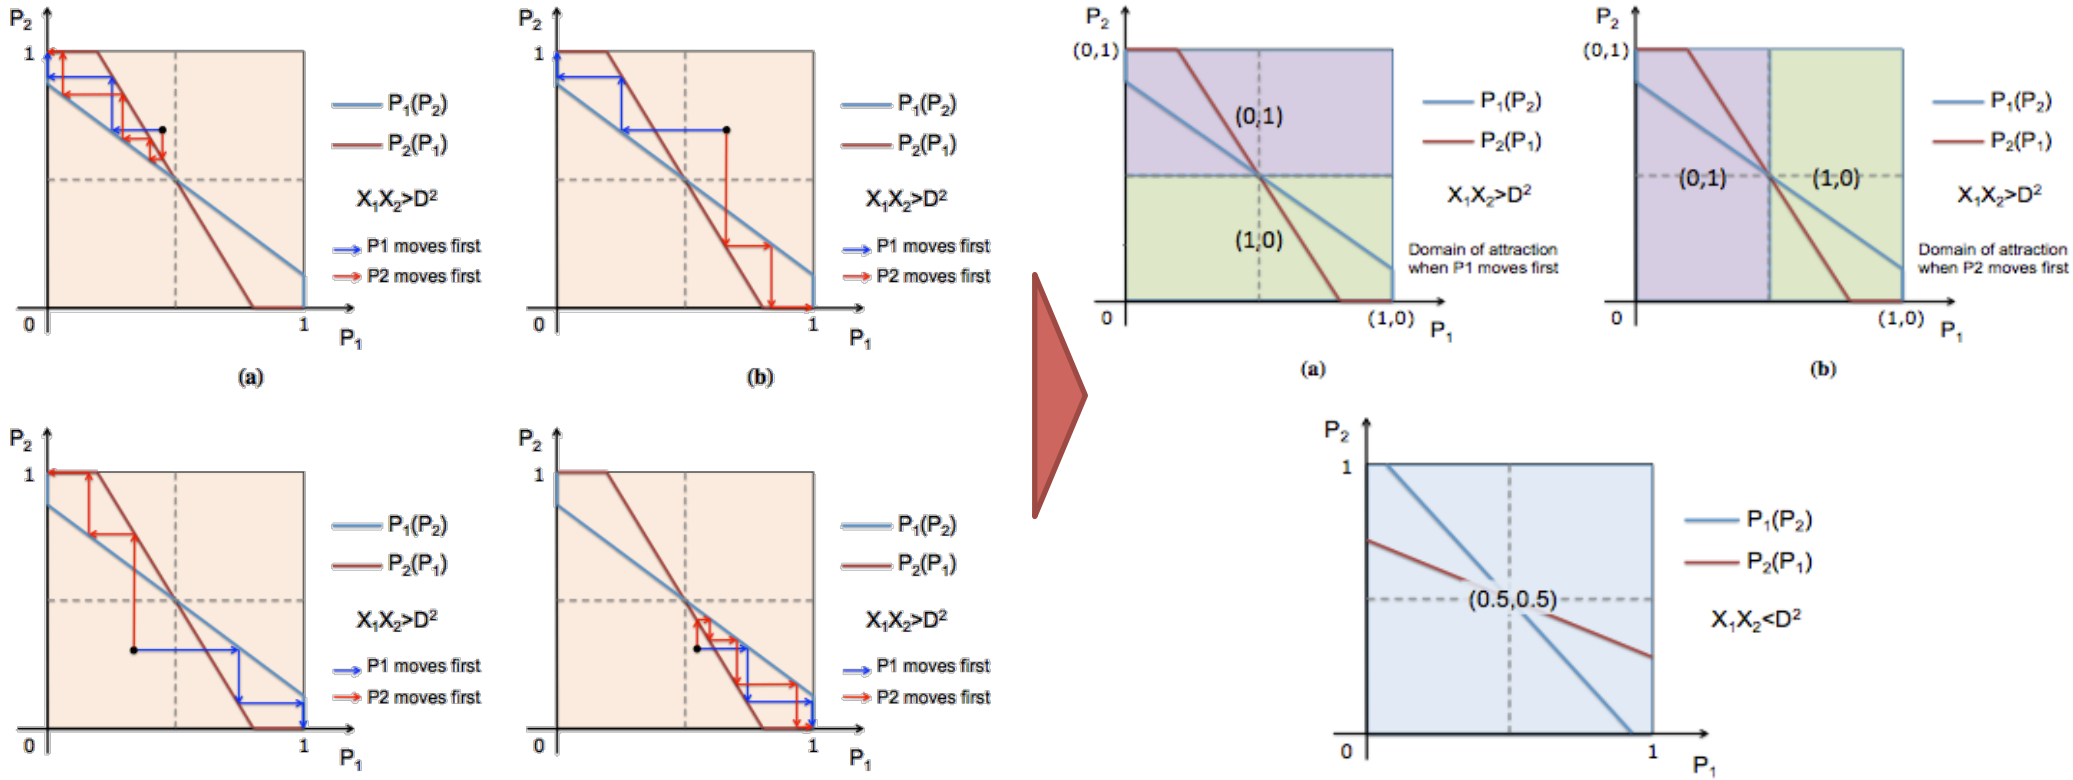 P₂
1
0
1
P₁
P₁(P₂)
P₂(P₁)
X₁X₂>D²
P1 moves first
P2 moves first
(a)
P₂
1
0
1
P₁
P₁(P₂)
P₂(P₁)
X₁X₂>D²
P1 moves first
P2 moves first
(b)
P₂
1
0
1
P₁
P₁(P₂)
P₂(P₁)
X₁X₂>D²
P1 moves first
P2 moves first
P₂
1
0
1
P₁
P₁(P₂)
P₂(P₁)
X₁X₂>D²
P1 moves first
P2 moves first
P₂
(0,1)
(0,1)
(1,0)
0
(1,0)
P₁
P₁(P₂)
P₂(P₁)
X₁X₂>D²
Domain of attraction
when P1 moves first
(a)
P₂
(0,1)
(0,1)
(1,0)
0
(1,0)
P₁
P₁(P₂)
P₂(P₁)
X₁X₂>D²
Domain of attraction
when P2 moves first
(b)
P₂
1
(0.5,0.5)
0
1
P₁
P₁(P₂)
P₂(P₁)
X₁X₂<D²